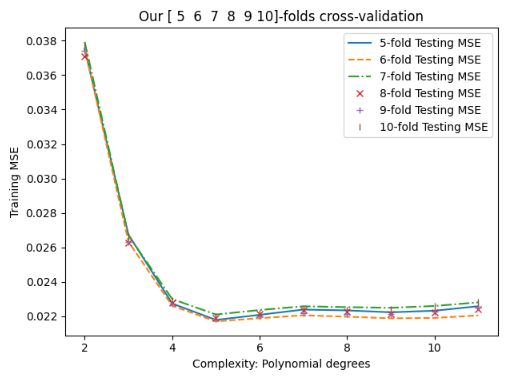 Our [ 5  6  7  8  9 10]-folds cross-validation
5-fold Testing MSE
6-fold Testing MSE
7-fold Testing MSE
8-fold Testing MSE
9-fold Testing MSE
10-fold Testing MSE
Training MSE
0.038
0.036
0.034
0.032
0.030
0.028
0.026
0.024
0.022
2 4 6 8 10
Complexity: Polynomial degrees